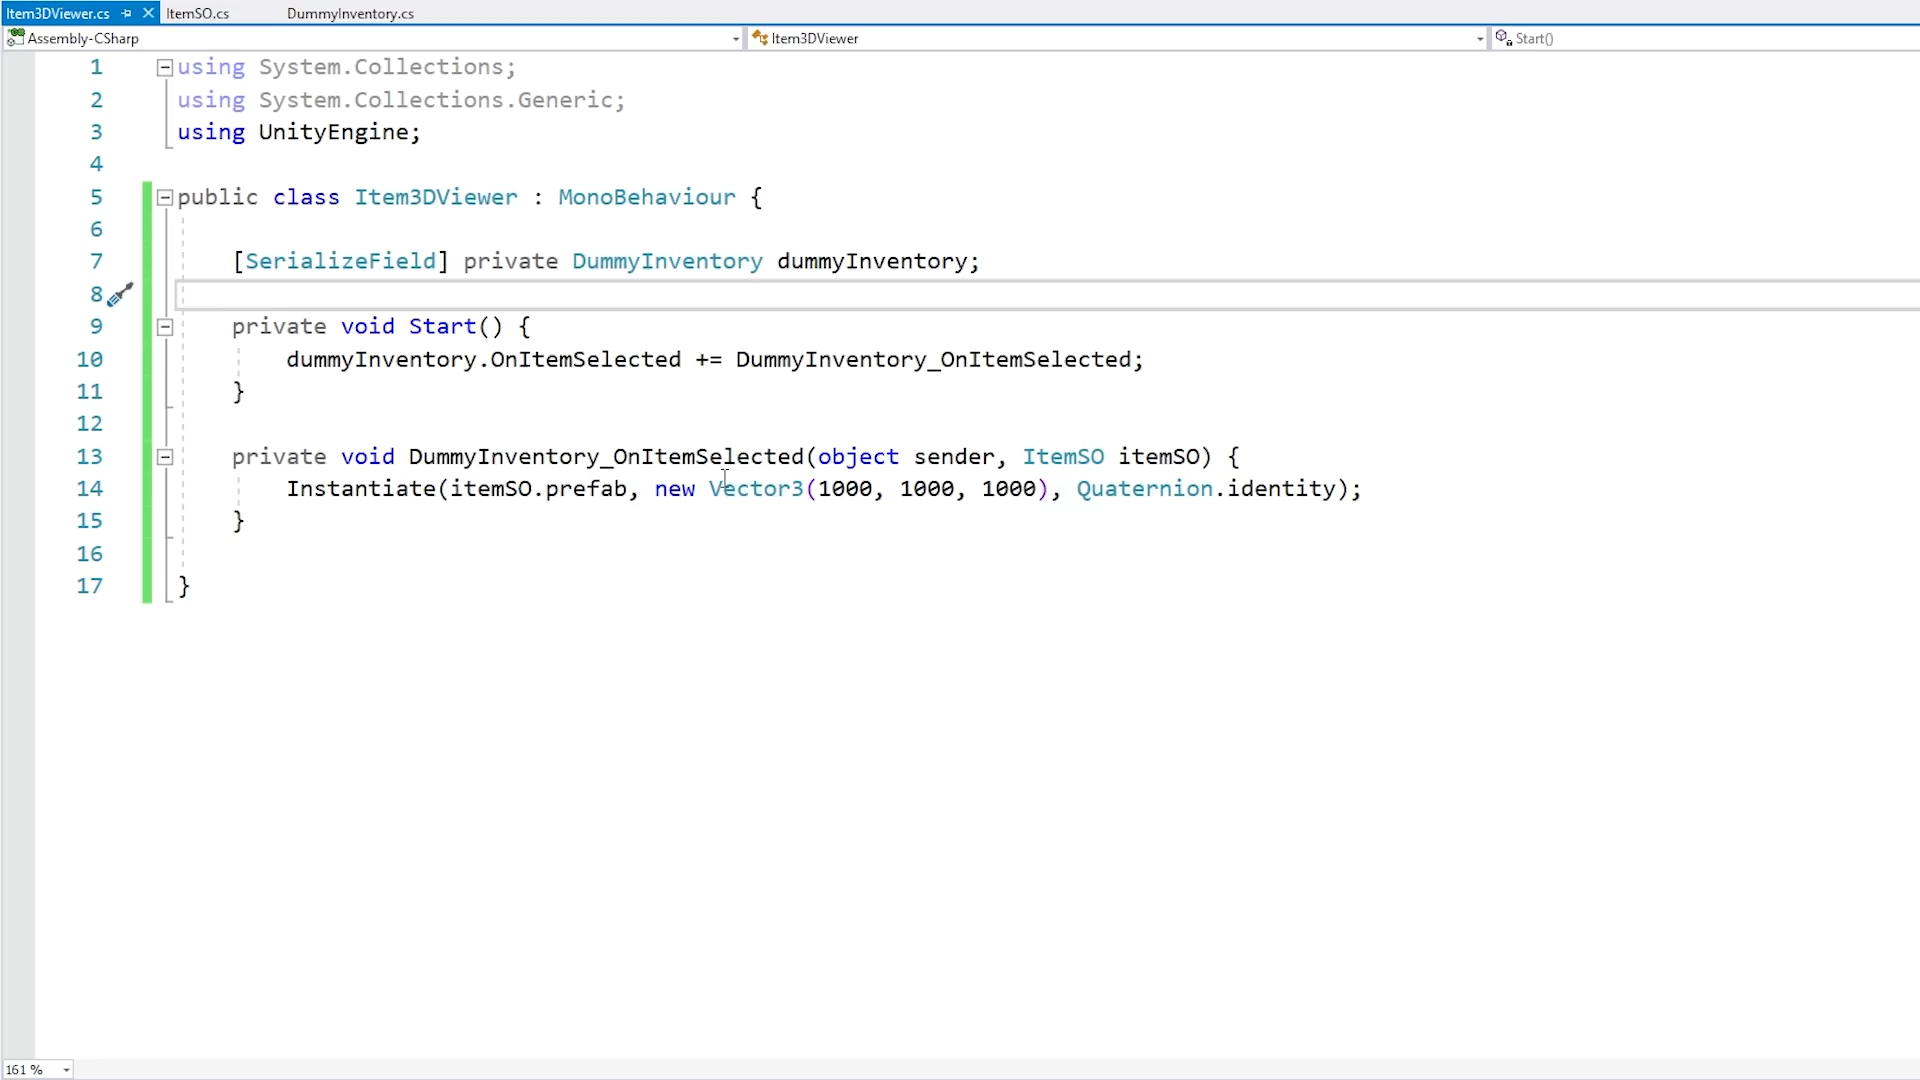 Item3DViewer.cs ItemSO.cs DummyInventory.cs
Assembly-CSharp Item3DViewer Start()
1 using System.Collections;
2 using System.Collections.Generic;
3 using UnityEngine;
4
5 public class Item3DViewer : MonoBehaviour {
6
7 [SerializeField] private DummyInventory dummyInventory;
8
9 private void Start() {
10 dummyInventory.OnItemSelected += DummyInventory_OnItemSelected;
11 }
12
13 private void DummyInventory_OnItemSelected(object sender, ItemSO itemSO) {
14 Instantiate(itemSO.prefab, new Vector3(1000, 1000, 1000), Quaternion.identity);
15 }
16
17 }
161 %